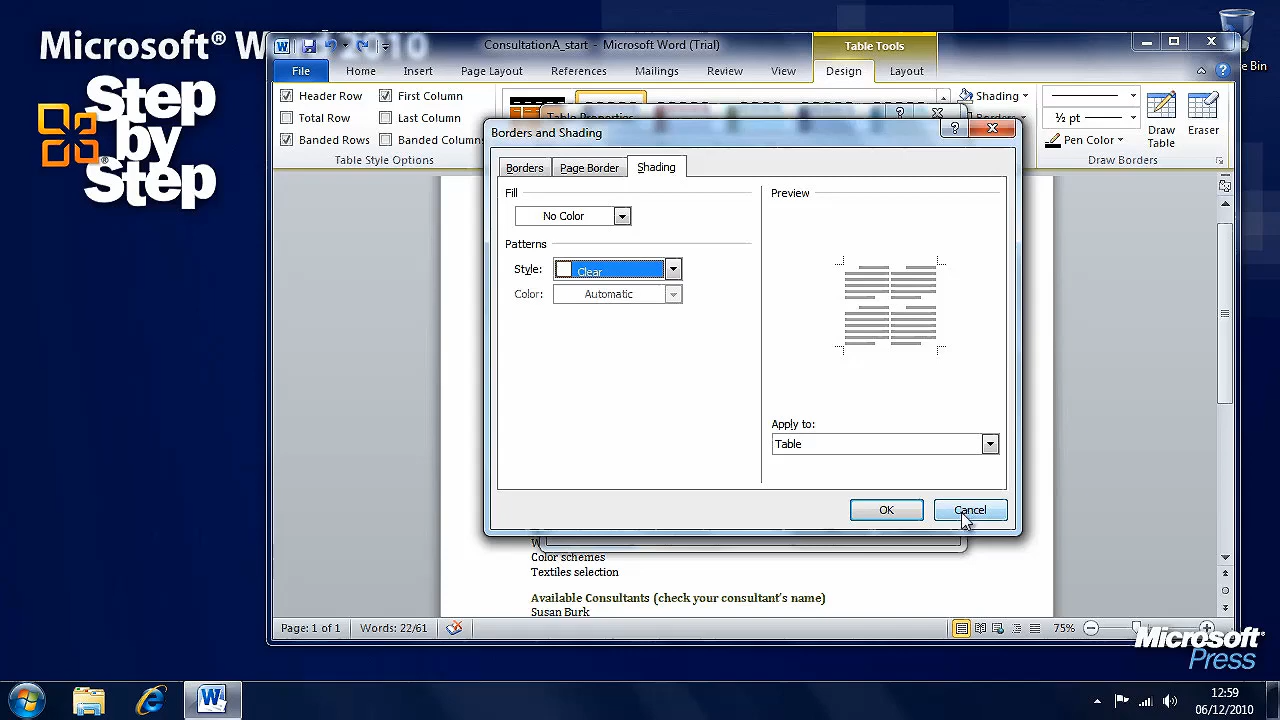 Microsoft® W 2010
Step
by
Step®
ConsultationA_start - Microsoft Word (Trial)
Table Tools
Bin
File Home Insert Page Layout References Mailings Review View Design Layout
Header Row First Column
Total Row Last Column
Banded Rows Banded Columns
Table Style Options
Shading
Borders
½ pt
Pen Color
Draw Table
Eraser
Draw Borders
Table Properties
Borders and Shading
Borders Page Border Shading
Fill
No Color
Patterns
Style: Clear
Color: Automatic
Preview
Apply to:
Table
OK Cancel
Color schemes
Textiles selection
Available Consultants (check your consultant's name)
Susan Burk
Page: 1 of 1 Words: 22/61 75%
Microsoft
Press
12:59
06/12/2010